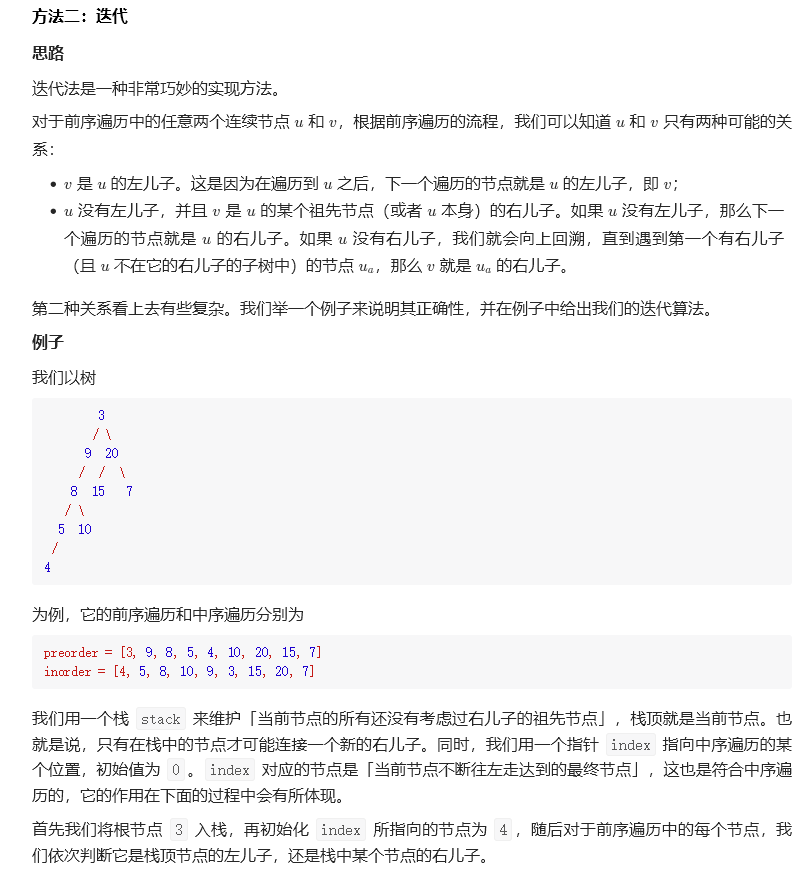 方法二：迭代
思路
迭代法是一种非常巧妙的实现方法。
对于前序遍历中的任意两个连续节点 u 和 v，根据前序遍历的流程，我们可以知道 u 和 v 只有两种可能的关
系：
• v 是 u 的左儿子。这是因为在遍历到 u 之后，下一个遍历的节点就是 u 的左儿子，即 v；
• u 没有左儿子，并且 v 是 u 的某个祖先节点（或者 u 本身）的右儿子。如果 u 没有左儿子，那么下一
个遍历的节点就是 u 的右儿子。如果 u 没有右儿子，我们就会向上回溯，直到遇到第一个有右儿子
（且 u 不在它的右儿子的子树中）的节点 uₐ，那么 v 就是 uₐ 的右儿子。
第二种关系看上去有些复杂。我们举一个例子来说明其正确性，并在例子中给出我们的迭代算法。
例子
我们以树
3
/ \
9 20
/ / \
8 15 7
/ \
5 10
/
4
为例，它的前序遍历和中序遍历分别为
preorder = [3, 9, 8, 5, 4, 10, 20, 15, 7]
inorder = [4, 5, 8, 10, 9, 3, 15, 20, 7]
我们用一个栈 stack 来维护「当前节点的所有还没有考虑过右儿子的祖先节点」，栈顶就是当前节点。也
就是说，只有在栈中的节点才可能连接一个新的右儿子。同时，我们用一个指针 index 指向中序遍历的某
个位置，初始值为 0 。index 对应的节点是「当前节点不断往左走达到的最终节点」，这也是符合中序遍
历的，它的作用在下面的过程中会有所体现。
首先我们将根节点 3 入栈，再初始化 index 所指向的节点为 4 ，随后对于前序遍历中的每个节点，我
们依次判断它是栈顶节点的左儿子，还是栈中某个节点的右儿子。